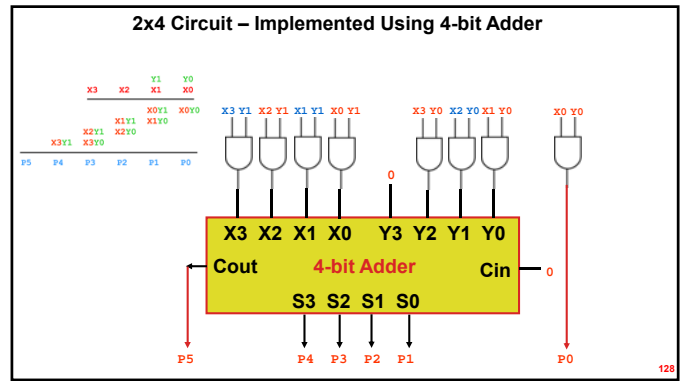 2x4 Circuit – Implemented Using 4-bit Adder
Y1 Y0
X3 X2 X1 X0
X0Y1 X0Y0
X1Y1 X1Y0
X2Y1 X2Y0
X3Y1 X3Y0
P5 P4 P3 P2 P1 P0
X3 Y1 X2 Y1 X1 Y1 X0 Y1 X3 Y0 X2 Y0 X1 Y0 X0 Y0
0
X3 X2 X1 X0 Y3 Y2 Y1 Y0
Cout 4-bit Adder Cin 0
S3 S2 S1 S0
P5 P4 P3 P2 P1 P0
128